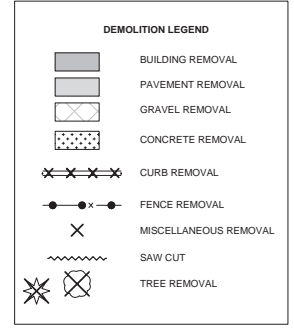 DEMOLITION LEGEND
BUILDING REMOVAL
PAVEMENT REMOVAL
GRAVEL REMOVAL
CONCRETE REMOVAL
CURB REMOVAL
FENCE REMOVAL
MISCELLANEOUS REMOVAL
SAW CUT
TREE REMOVAL